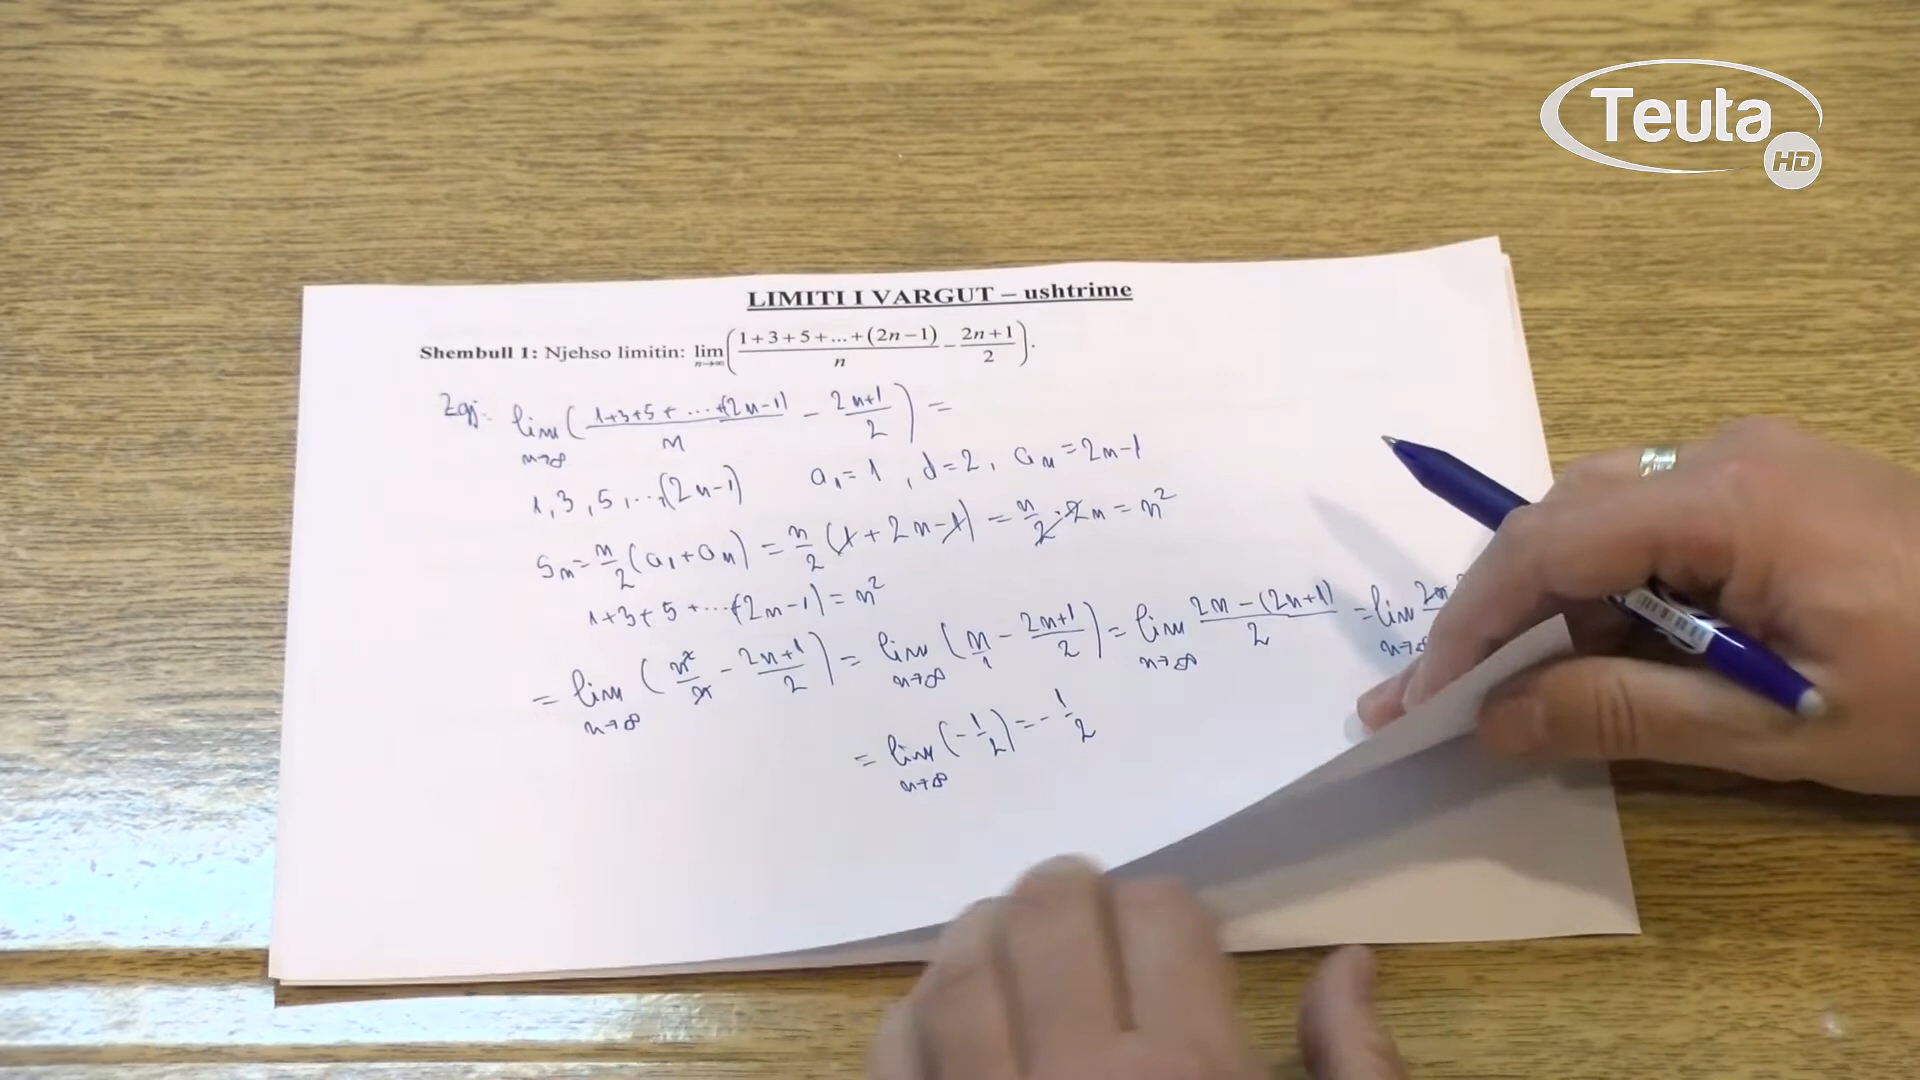 Teuta
HD
LIMITI I VARGUT – ushtrime
Shembull 1: Njehso limitin: lim n→∞ ( (1+3+5+...+(2n−1))/n − (2n+1)/2 ).
Zgj: lim n→∞ ( (1+3+5+...+(2n−1))/n − (2n+1)/2 ) =
1, 3, 5, ...,(2n−1) a₁=1, d=2, aₙ=2n−1
Sₙ= n/2 (a₁+aₙ) = n/2 (1+2n−1) = n/2 · 2n = n²
1+3+5+...+(2n−1) = n²
= lim n→∞ ( n²/n − (2n+1)/2 ) = lim n→∞ ( n/1 − (2n+1)/2 ) = lim n→∞ (2n−(2n+1))/2 = lim n→∞ 2n
= lim n→∞ (−1/2) = −1/2